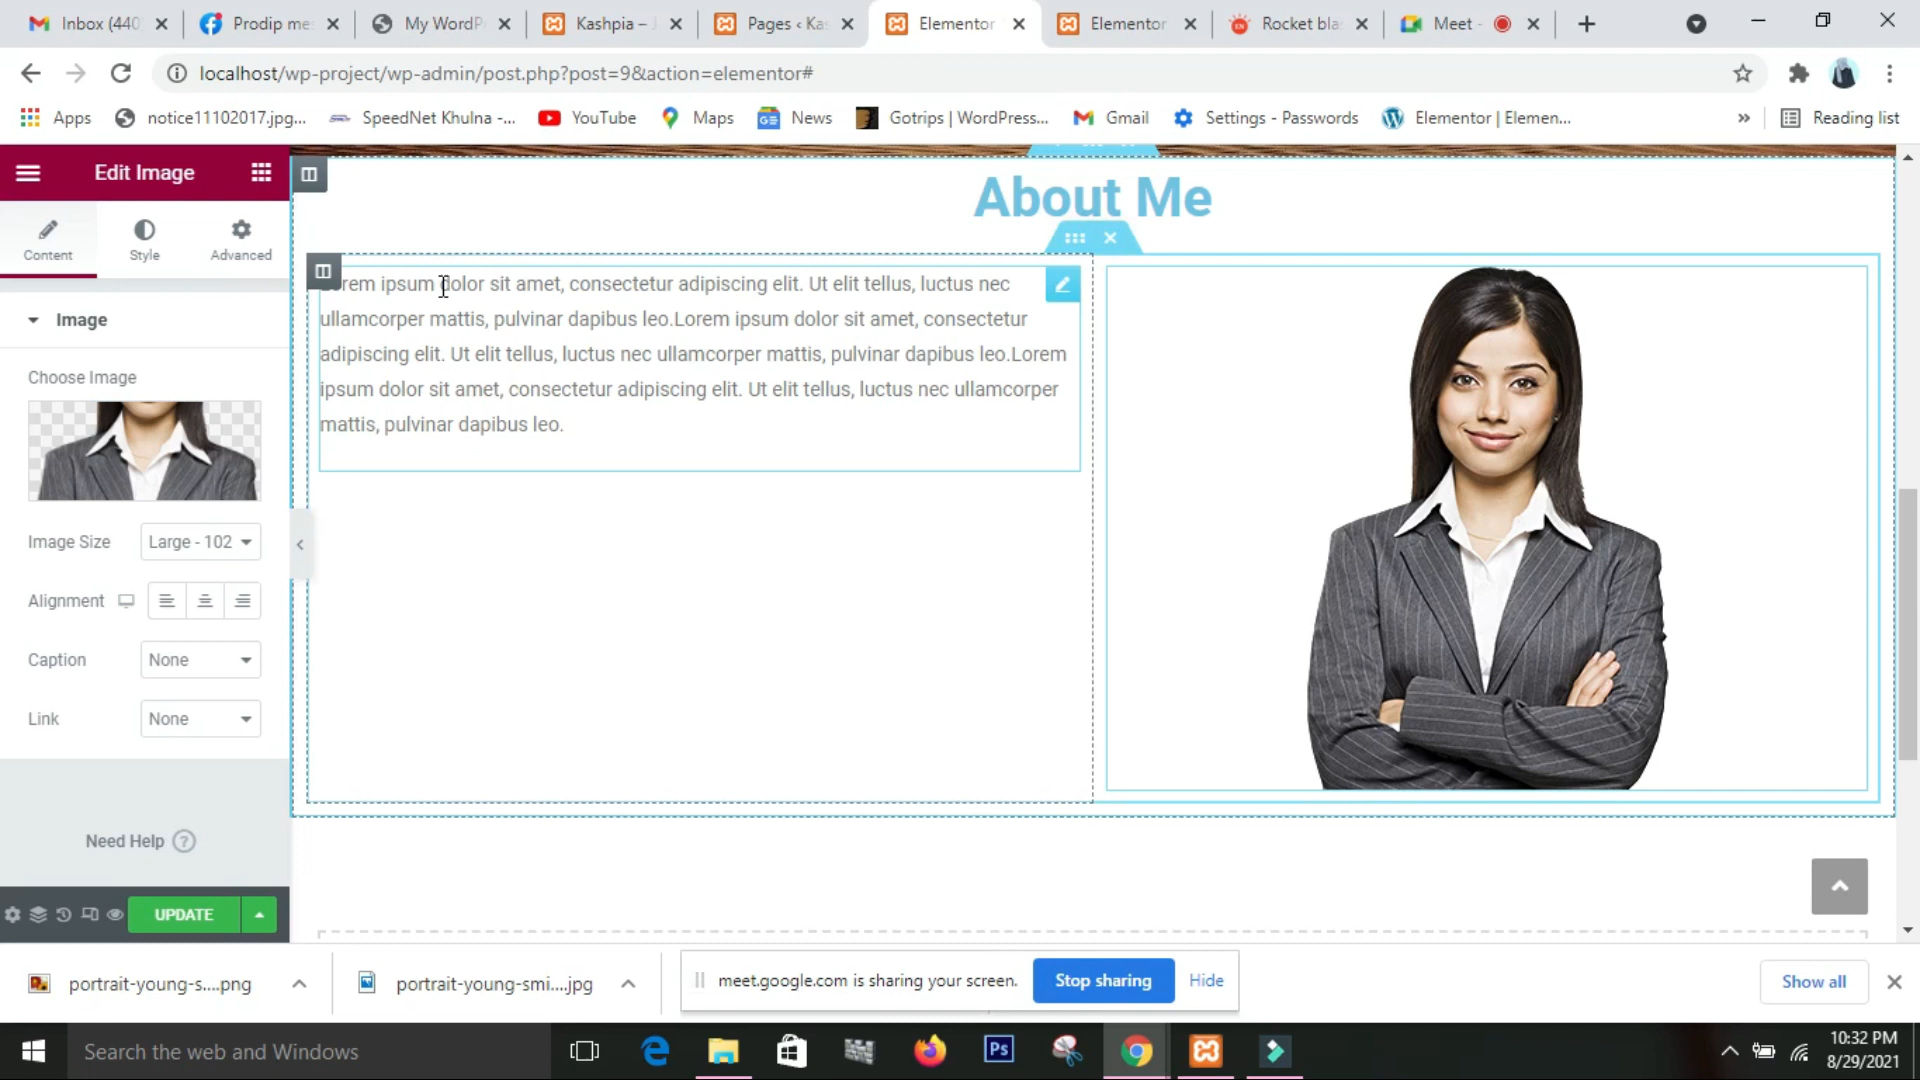 Inbox (440
Prodip me
My WordP
Kashpia –
Pages ‹ Kas
Elementor
Elementor
Rocket bla
Meet -
localhost/wp-project/wp-admin/post.php?post=9&action=elementor#
Apps
notice11102017.jpg...
SpeedNet Khulna -...
YouTube
Maps
News
Gotrips | WordPress...
Gmail
Settings - Passwords
Elementor | Elemen...
»
Reading list
Edit Image
Content
Style
Advanced
Image
Choose Image
Image Size
Large - 102
Alignment
Caption
None
Link
None
Need Help ?
UPDATE
About Me
rem ipsum dolor sit amet, consectetur adipiscing elit. Ut elit tellus, luctus nec
ullamcorper mattis, pulvinar dapibus leo.Lorem ipsum dolor sit amet, consectetur
adipiscing elit. Ut elit tellus, luctus nec ullamcorper mattis, pulvinar dapibus leo.Lorem
ipsum dolor sit amet, consectetur adipiscing elit. Ut elit tellus, luctus nec ullamcorper
mattis, pulvinar dapibus leo.
portrait-young-s....png
portrait-young-smi....jpg
meet.google.com is sharing your screen.
Stop sharing
Hide
Show all
Search the web and Windows
Ps
10:32 PM
8/29/2021